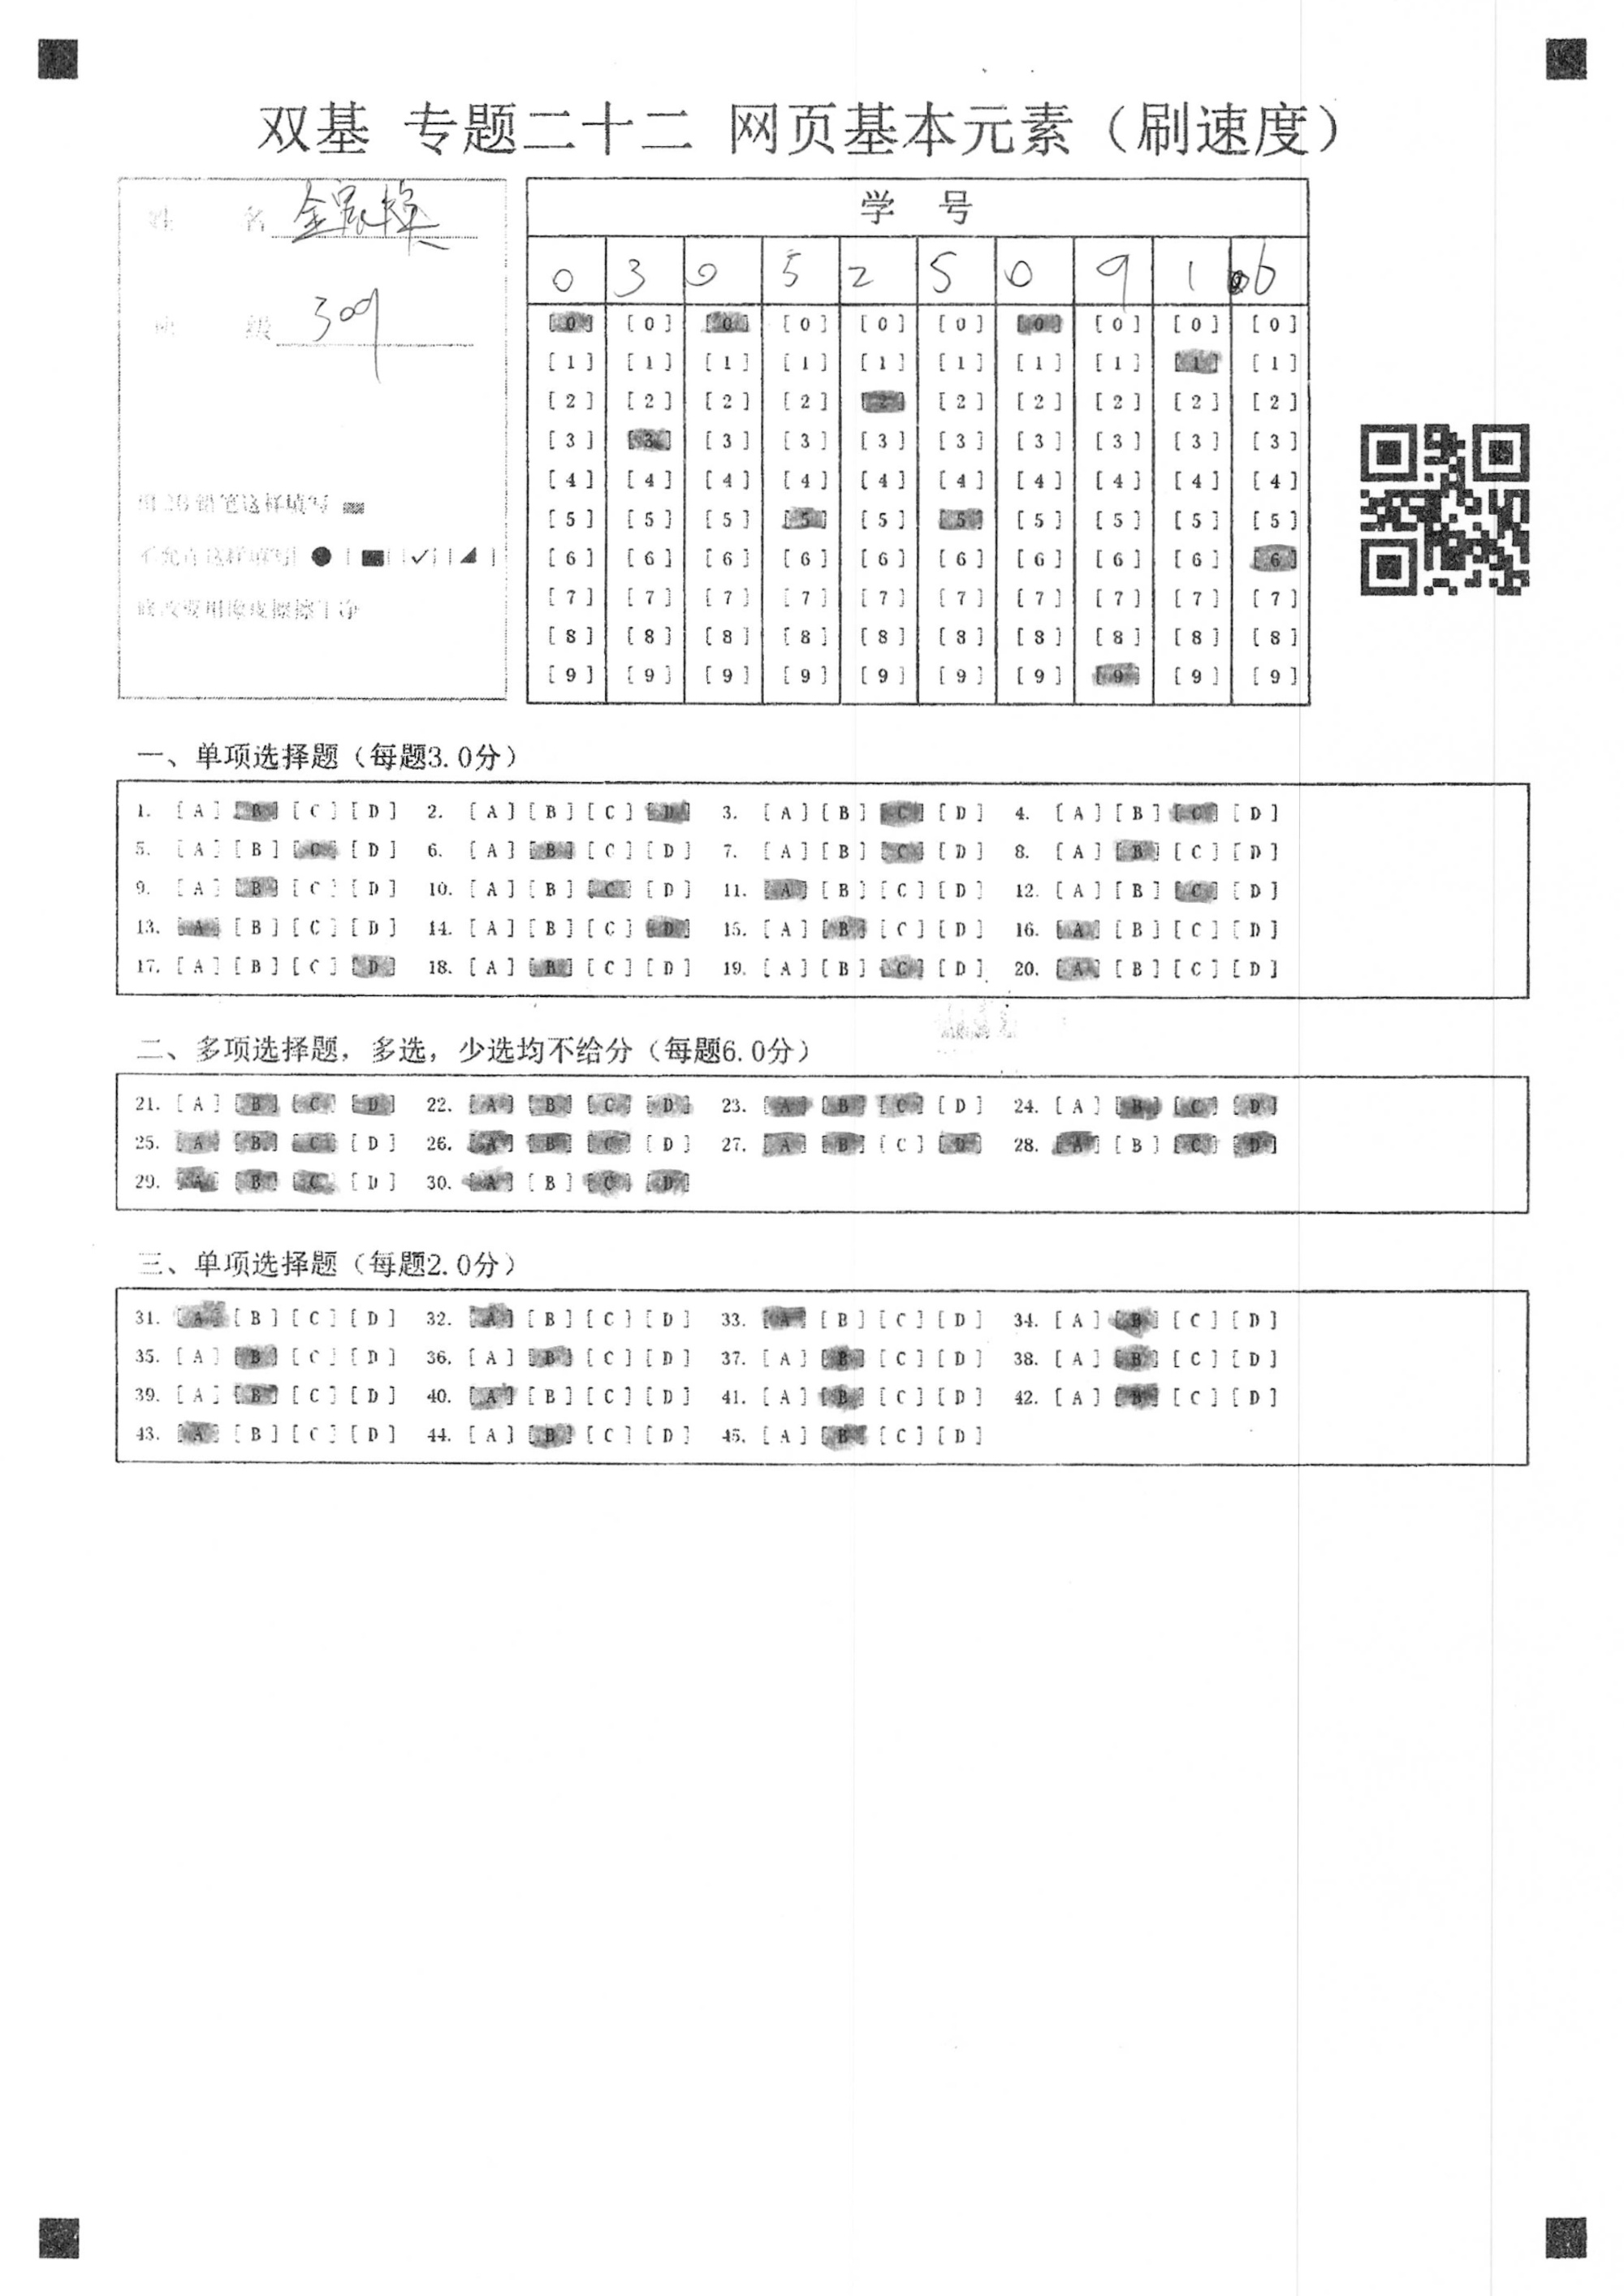 双基 专题二十二 网页基本元素（刷速度）
姓 名
班 级 309
用2B铅笔这样填写
不允许这样填写
修改要用橡皮擦擦干净
学 号
0 3 0 5 2 5 0 9 1 6
[0] [0] [0] [0] [0] [0] [0] [0] [0] [0]
[1] [1] [1] [1] [1] [1] [1] [1] [1] [1]
[2] [2] [2] [2] [2] [2] [2] [2] [2] [2]
[3] [3] [3] [3] [3] [3] [3] [3] [3] [3]
[4] [4] [4] [4] [4] [4] [4] [4] [4] [4]
[5] [5] [5] [5] [5] [5] [5] [5] [5] [5]
[6] [6] [6] [6] [6] [6] [6] [6] [6] [6]
[7] [7] [7] [7] [7] [7] [7] [7] [7] [7]
[8] [8] [8] [8] [8] [8] [8] [8] [8] [8]
[9] [9] [9] [9] [9] [9] [9] [9] [9] [9]
一、单项选择题（每题3.0分）
1. [A] [B] [C] [D] 2. [A] [B] [C] [D] 3. [A] [B] [C] [D] 4. [A] [B] [C] [D]
5. [A] [B] [C] [D] 6. [A] [B] [C] [D] 7. [A] [B] [C] [D] 8. [A] [B] [C] [D]
9. [A] [B] [C] [D] 10. [A] [B] [C] [D] 11. [A] [B] [C] [D] 12. [A] [B] [C] [D]
13. [A] [B] [C] [D] 14. [A] [B] [C] [D] 15. [A] [B] [C] [D] 16. [A] [B] [C] [D]
17. [A] [B] [C] [D] 18. [A] [B] [C] [D] 19. [A] [B] [C] [D] 20. [A] [B] [C] [D]
二、多项选择题，多选，少选均不给分（每题6.0分）
21. [A] [B] [C] [D] 22. [A] [B] [C] [D] 23. [A] [B] [C] [D] 24. [A] [B] [C] [D]
25. [A] [B] [C] [D] 26. [A] [B] [C] [D] 27. [A] [B] [C] [D] 28. [A] [B] [C] [D]
29. [A] [B] [C] [D] 30. [A] [B] [C] [D]
三、单项选择题（每题2.0分）
31. [A] [B] [C] [D] 32. [A] [B] [C] [D] 33. [A] [B] [C] [D] 34. [A] [B] [C] [D]
35. [A] [B] [C] [D] 36. [A] [B] [C] [D] 37. [A] [B] [C] [D] 38. [A] [B] [C] [D]
39. [A] [B] [C] [D] 40. [A] [B] [C] [D] 41. [A] [B] [C] [D] 42. [A] [B] [C] [D]
43. [A] [B] [C] [D] 44. [A] [B] [C] [D] 45. [A] [B] [C] [D]